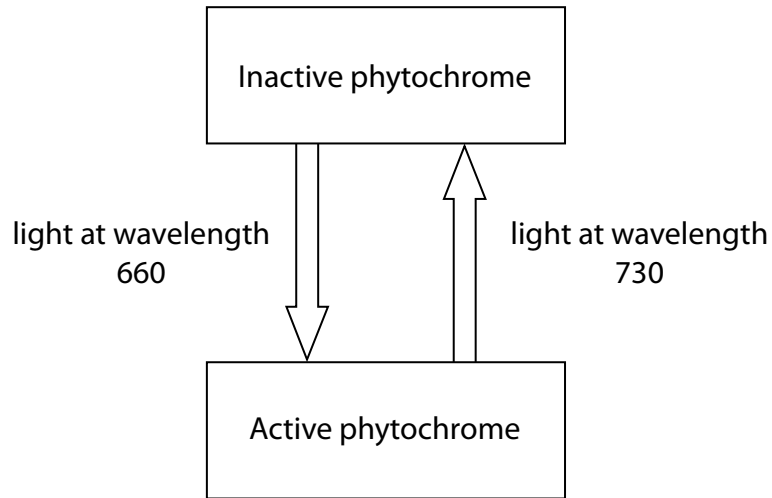 Inactive phytochrome
light at wavelength
660
light at wavelength
730
Active phytochrome